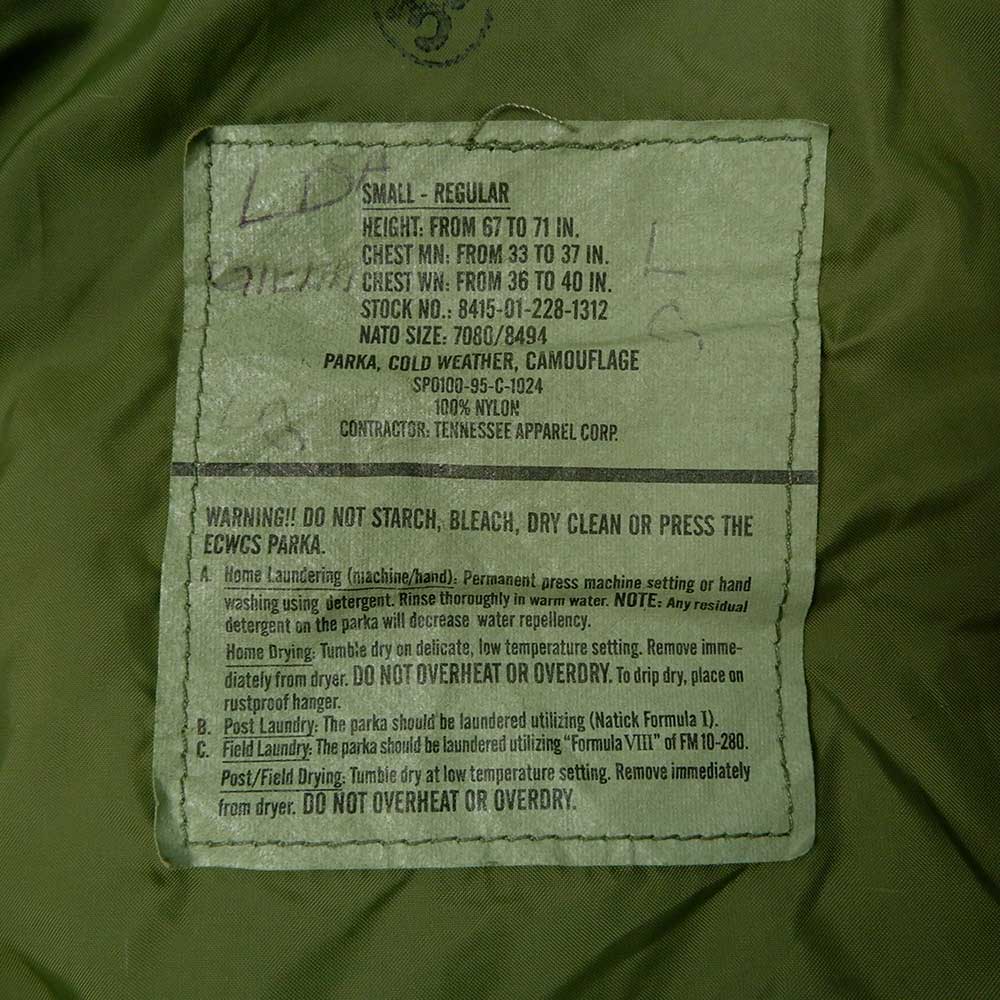 SMALL - REGULAR
HEIGHT: FROM 67 TO 71 IN.
CHEST MN: FROM 33 TO 37 IN.
CHEST WN: FROM 36 TO 40 IN.
STOCK NO.: 8415-01-228-1312
NATO SIZE: 7080/8494
PARKA, COLD WEATHER, CAMOUFLAGE
SPO100-95-C-1024
100% NYLON
CONTRACTOR: TENNESSEE APPAREL CORP.
WARNING!! DO NOT STARCH, BLEACH, DRY CLEAN OR PRESS THE
ECWCS PARKA.
A. Home Laundering (machine/hand): Permanent press machine setting or hand
washing using detergent. Rinse thoroughly in warm water. NOTE: Any residual
detergent on the parka will decrease water repellency.
Home Drying: Tumble dry on delicate, low temperature setting. Remove imme-
diately from dryer. DO NOT OVERHEAT OR OVERDRY. To drip dry, place on
rustproof hanger.
B. Post Laundry: The parka should be laundered utilizing (Natick Formula I).
C. Field Laundry: The parka should be laundered utilizing "Formula VIII" of FM 10-280.
Post/Field Drying: Tumble dry at low temperature setting. Remove immediately
from dryer. DO NOT OVERHEAT OR OVERDRY.